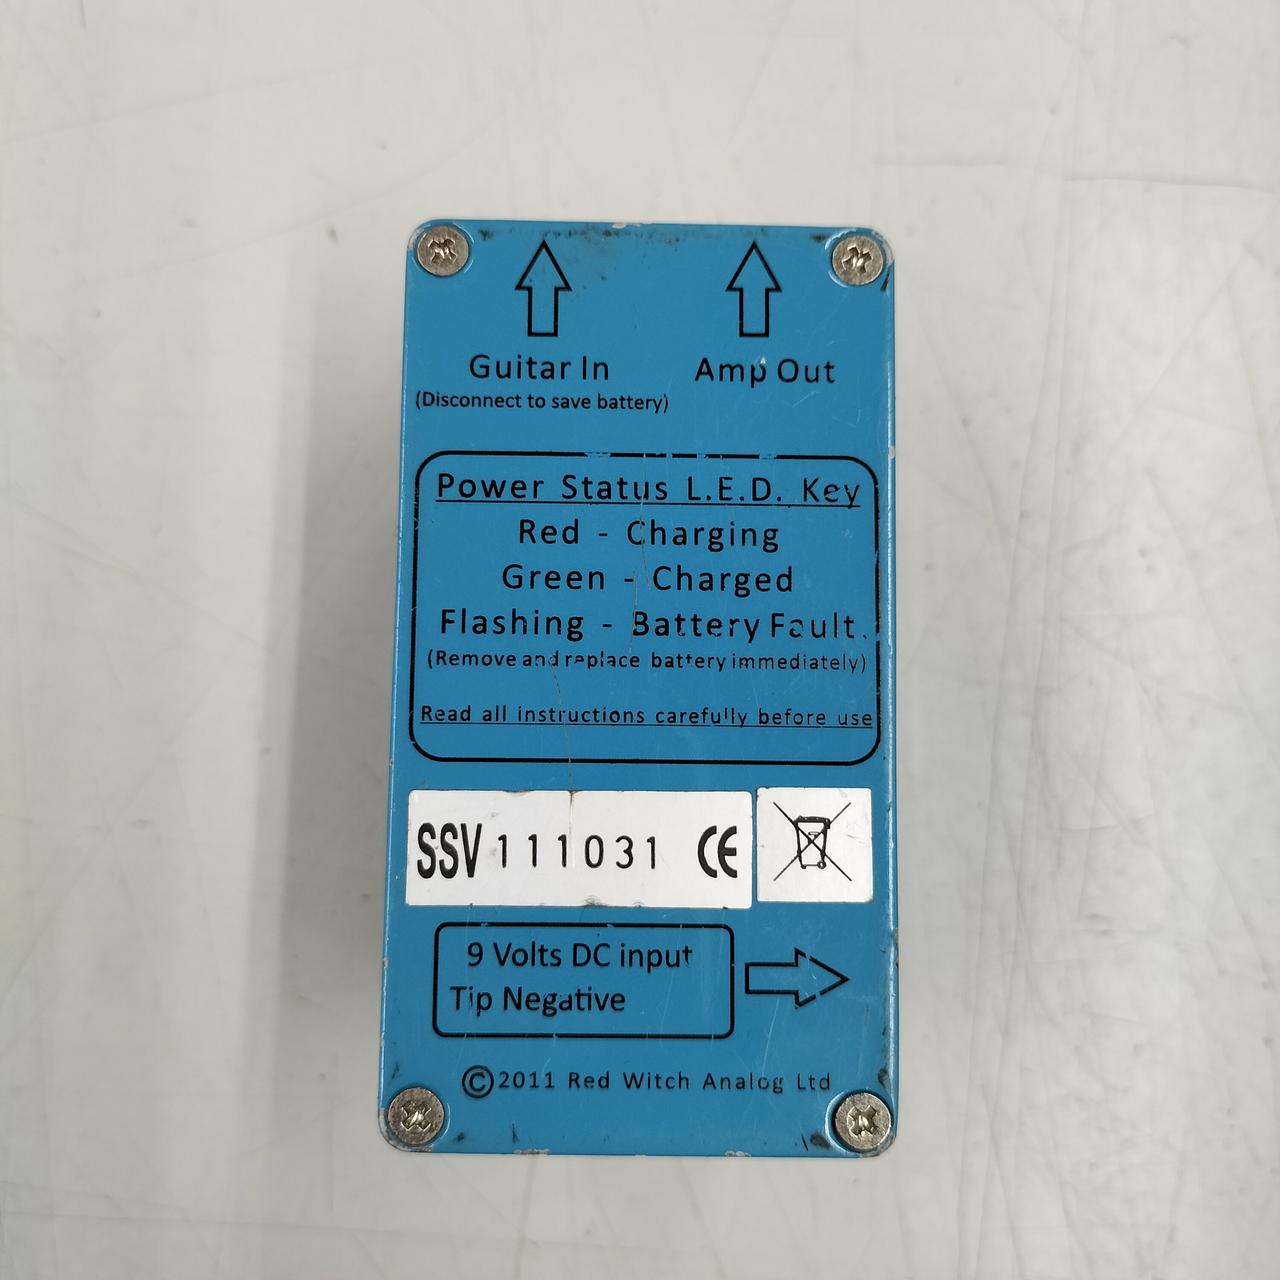 Guitar In Amp Out
(Disconnect to save battery)
Power Status L.E.D. Key
Red - Charging
Green - Charged
Flashing - Battery Fault.
(Remove and replace battery immediately)
Read all instructions carefully before use
SSV 111031 CE
9 Volts DC input
Tip Negative
©2011 Red Witch Analog Ltd